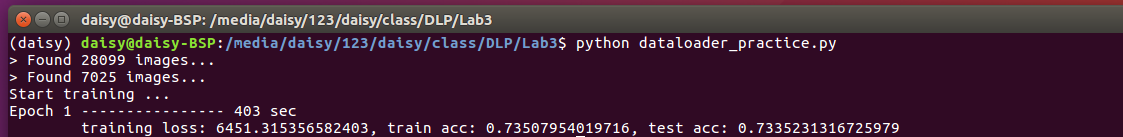 daisy@daisy-BSP: /media/daisy/123/daisy/class/DLP/Lab3
(daisy) daisy@daisy-BSP:/media/daisy/123/daisy/class/DLP/Lab3$ python dataloader_practice.py
> Found 28099 images...
> Found 7025 images...
Start training ...
Epoch 1 ---------------- 403 sec
training loss: 6451.315356582403, train acc: 0.73507954019716, test acc: 0.7335231316725979